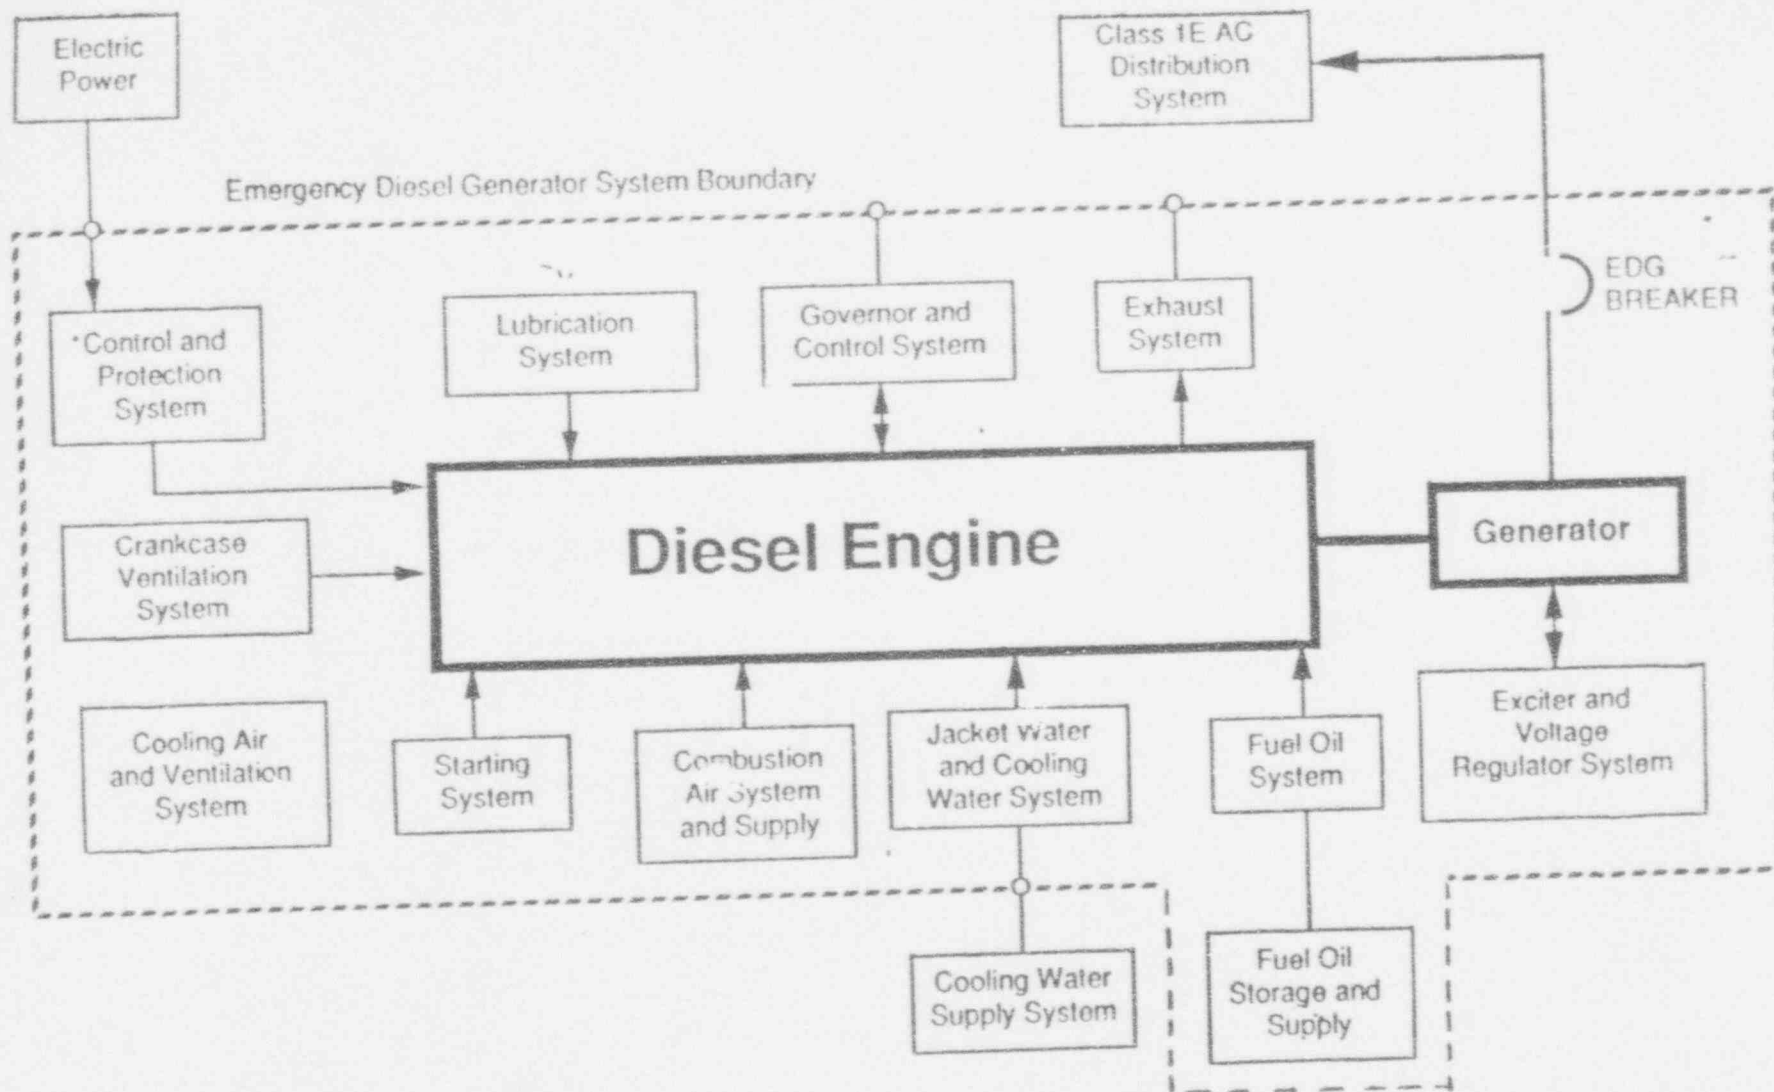 Electric
Power
Class 1E AC
Distribution
System
Emergency Diesel Generator System Boundary
EDG
BREAKER
*Control and
Protection
System
Lubrication
System
Governor and
Control System
Exhaust
System
Diesel Engine
Generator
Crankcase
Ventilation
System
Cooling Air
and Ventilation
System
Starting
System
Combustion
Air System
and Supply
Jacket Water
and Cooling
Water System
Fuel Oil
System
Exciter and
Voltage
Regulator System
Cooling Water
Supply System
Fuel Oil
Storage and
Supply